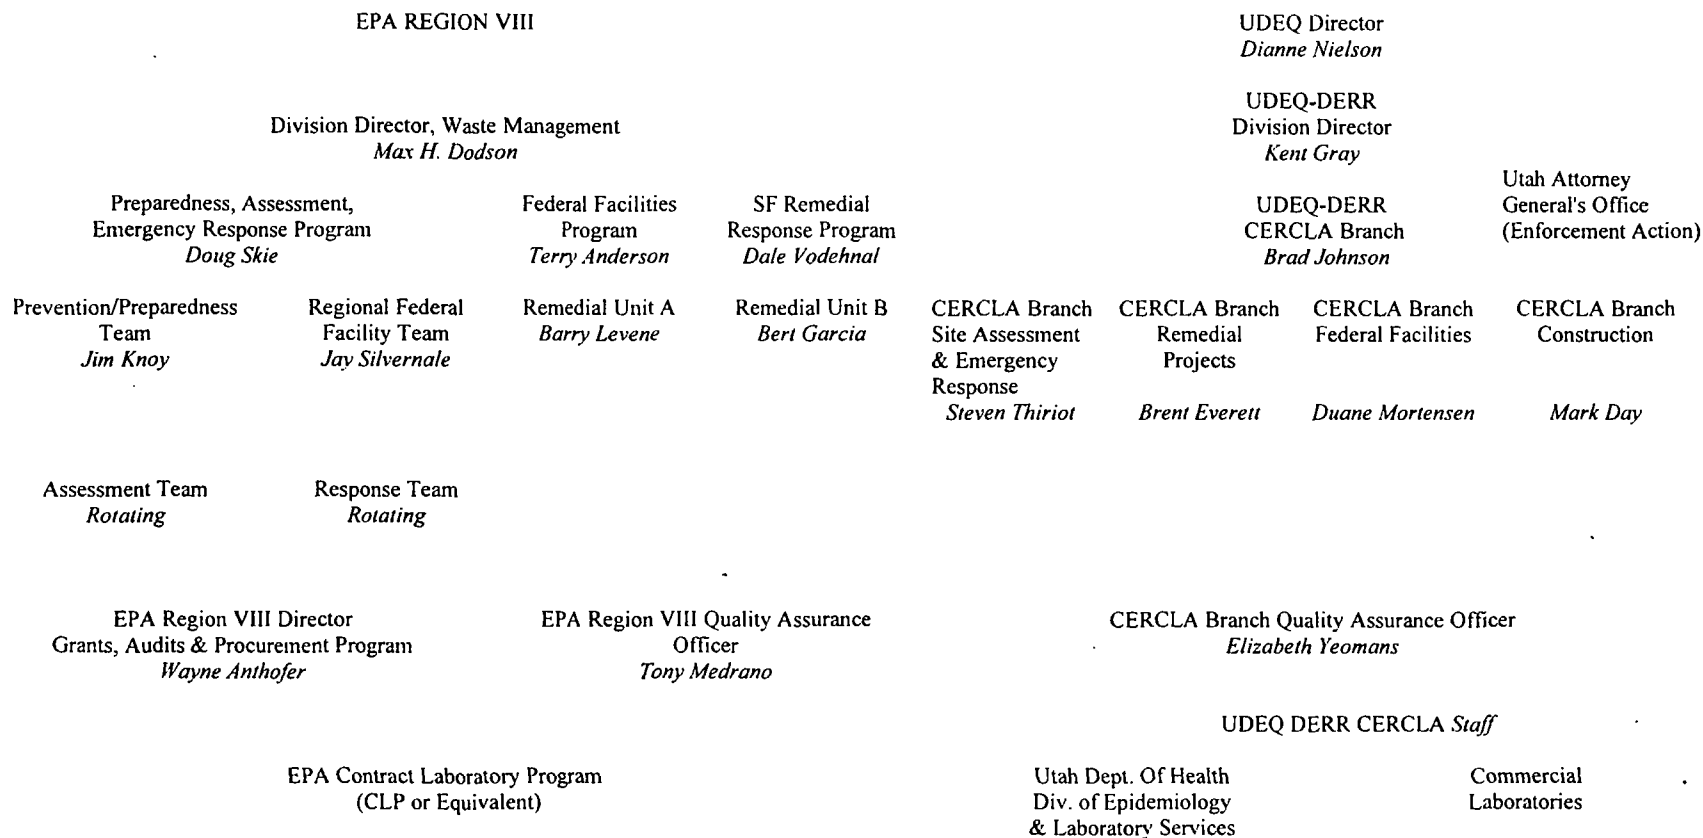 EPA REGION VIII
UDEQ Director
Dianne Nielson
Division Director, Waste Management
Max H. Dodson
UDEQ-DERR
Division Director
Kent Gray
Preparedness, Assessment,
Emergency Response Program
Doug Skie
Federal Facilities
Program
Terry Anderson
SF Remedial
Response Program
Dale Vodehnal
UDEQ-DERR
CERCLA Branch
Brad Johnson
Utah Attorney
General's Office
(Enforcement Action)
Prevention/Preparedness
Team
Jim Knoy
Regional Federal
Facility Team
Jay Silvernale
Remedial Unit A
Barry Levene
Remedial Unit B
Bert Garcia
CERCLA Branch
Site Assessment
& Emergency
Response
Steven Thiriot
CERCLA Branch
Remedial
Projects
Brent Everett
CERCLA Branch
Federal Facilities
Duane Mortensen
CERCLA Branch
Construction
Mark Day
Assessment Team
Rotating
Response Team
Rotating
EPA Region VIII Director
Grants, Audits & Procurement Program
Wayne Anthofer
EPA Region VIII Quality Assurance
Officer
Tony Medrano
CERCLA Branch Quality Assurance Officer
Elizabeth Yeomans
UDEQ DERR CERCLA Staff
EPA Contract Laboratory Program
(CLP or Equivalent)
Utah Dept. Of Health
Div. of Epidemiology
& Laboratory Services
Commercial
Laboratories